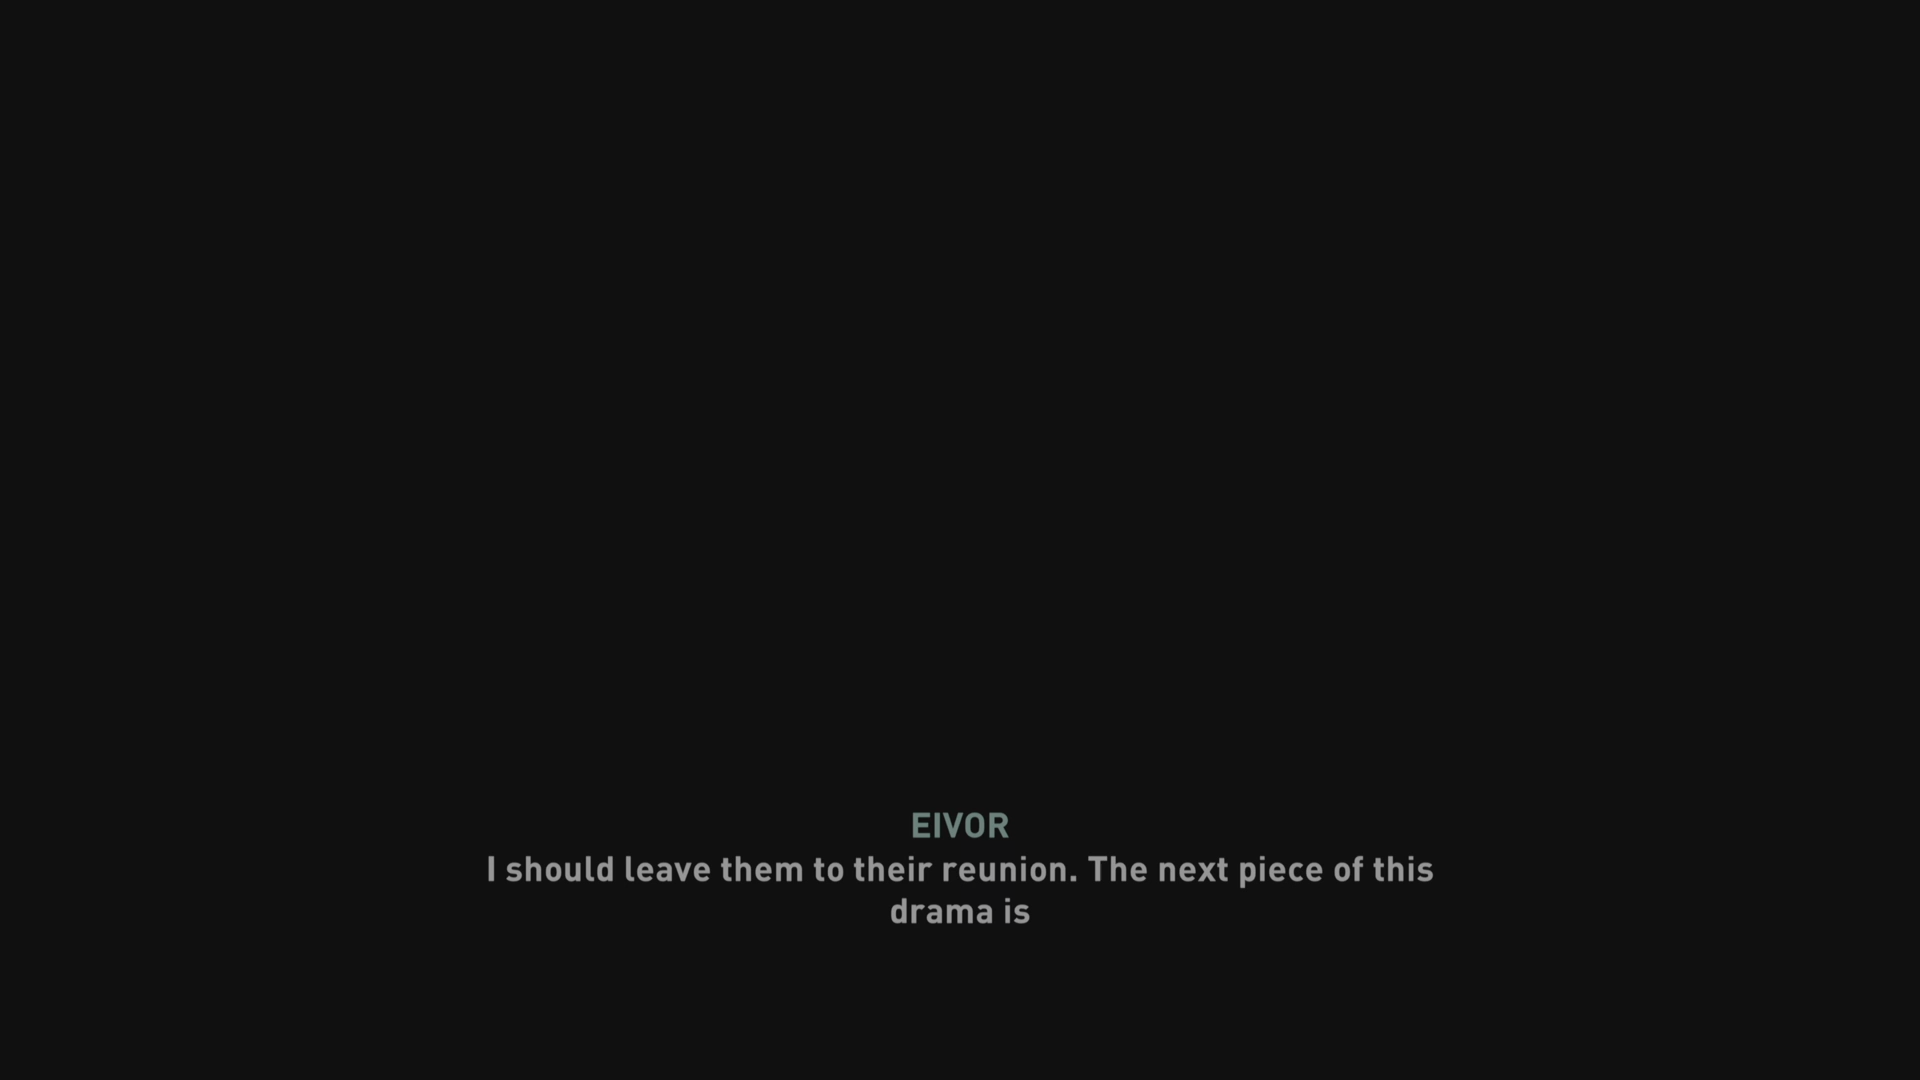 EIVOR
I should leave them to their reunion. The next piece of this
drama is